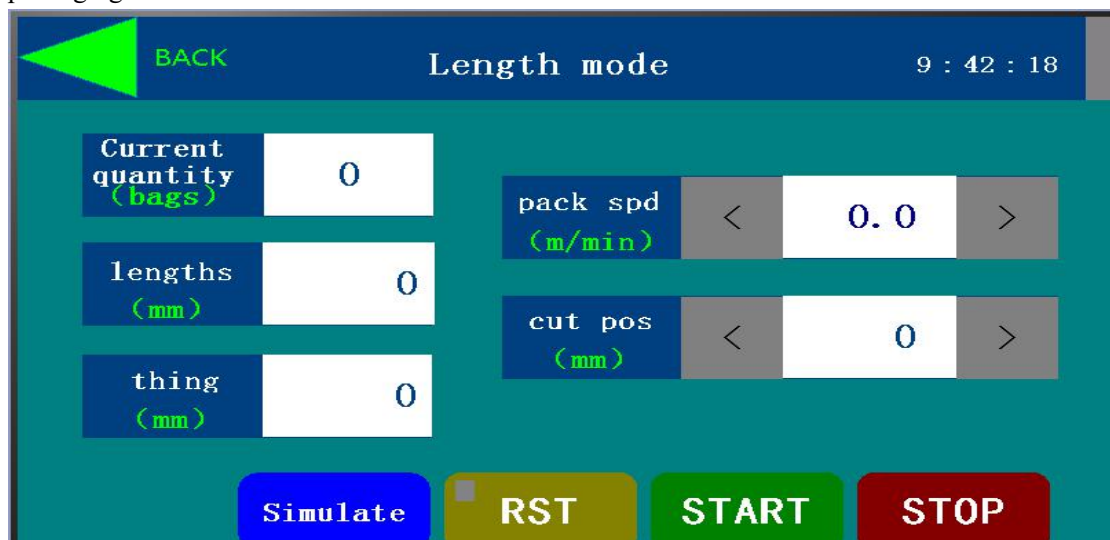 BACK
Length mode
9 : 42 : 18
Current
quantity
(bags)
0
pack spd
(m/min)
<
0.0
>
lengths
(mm)
0
cut pos
(mm)
<
0
>
thing
(mm)
0
Simulate
RST
START
STOP